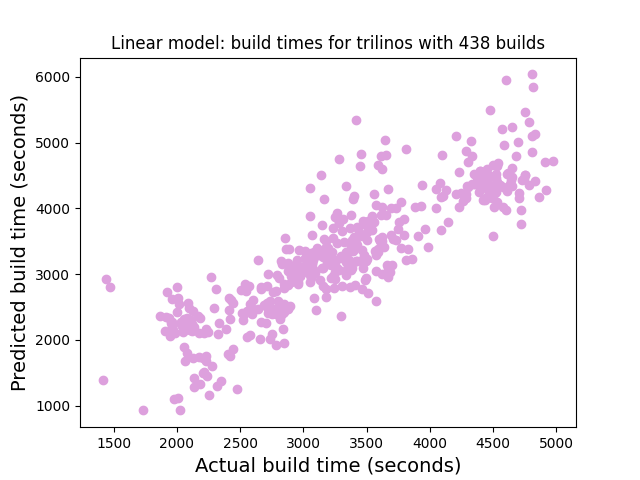 Linear model: build times for trilinos with 438 builds
6000
5000
4000
3000
2000
1000
Predicted build time (seconds)
1500 2000 2500 3000 3500 4000 4500 5000
Actual build time (seconds)